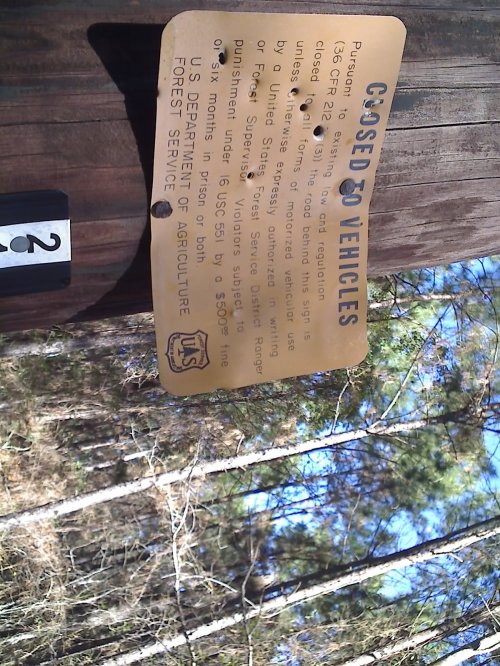 CLOSED TO VEHICLES
Pursuant to existing law and regulation
(36 CFR 212 (3)) the road behind this sign is
closed to all forms of motorized vehicular use
unless otherwise expressly authorized in writing
by a United States Forest Service District Ranger
or Forest Supervisor Violators subject to
punishment under 16 USC 551 by a $500⁰⁰ fine
or six months in prison or both
U S DEPARTMENT OF AGRICULTURE
FOREST SERVICE
UAS
2